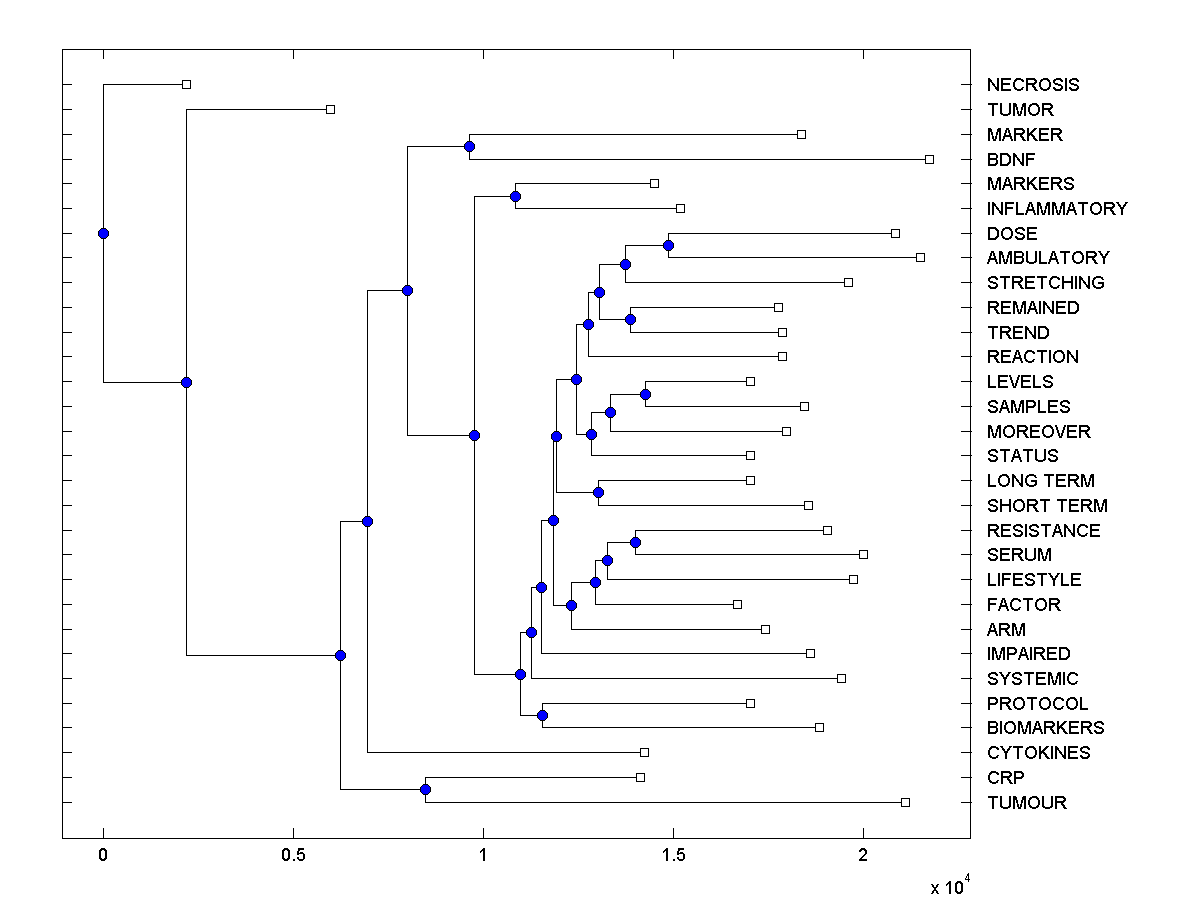 NECROSIS
TUMOR
MARKER
BDNF
MARKERS
INFLAMMATORY
DOSE
AMBULATORY
STRETCHING
REMAINED
TREND
REACTION
LEVELS
SAMPLES
MOREOVER
STATUS
LONG TERM
SHORT TERM
RESISTANCE
SERUM
LIFESTYLE
FACTOR
ARM
IMPAIRED
SYSTEMIC
PROTOCOL
BIOMARKERS
CYTOKINES
CRP
TUMOUR
0 0.5 1 1.5 2
x 10^4